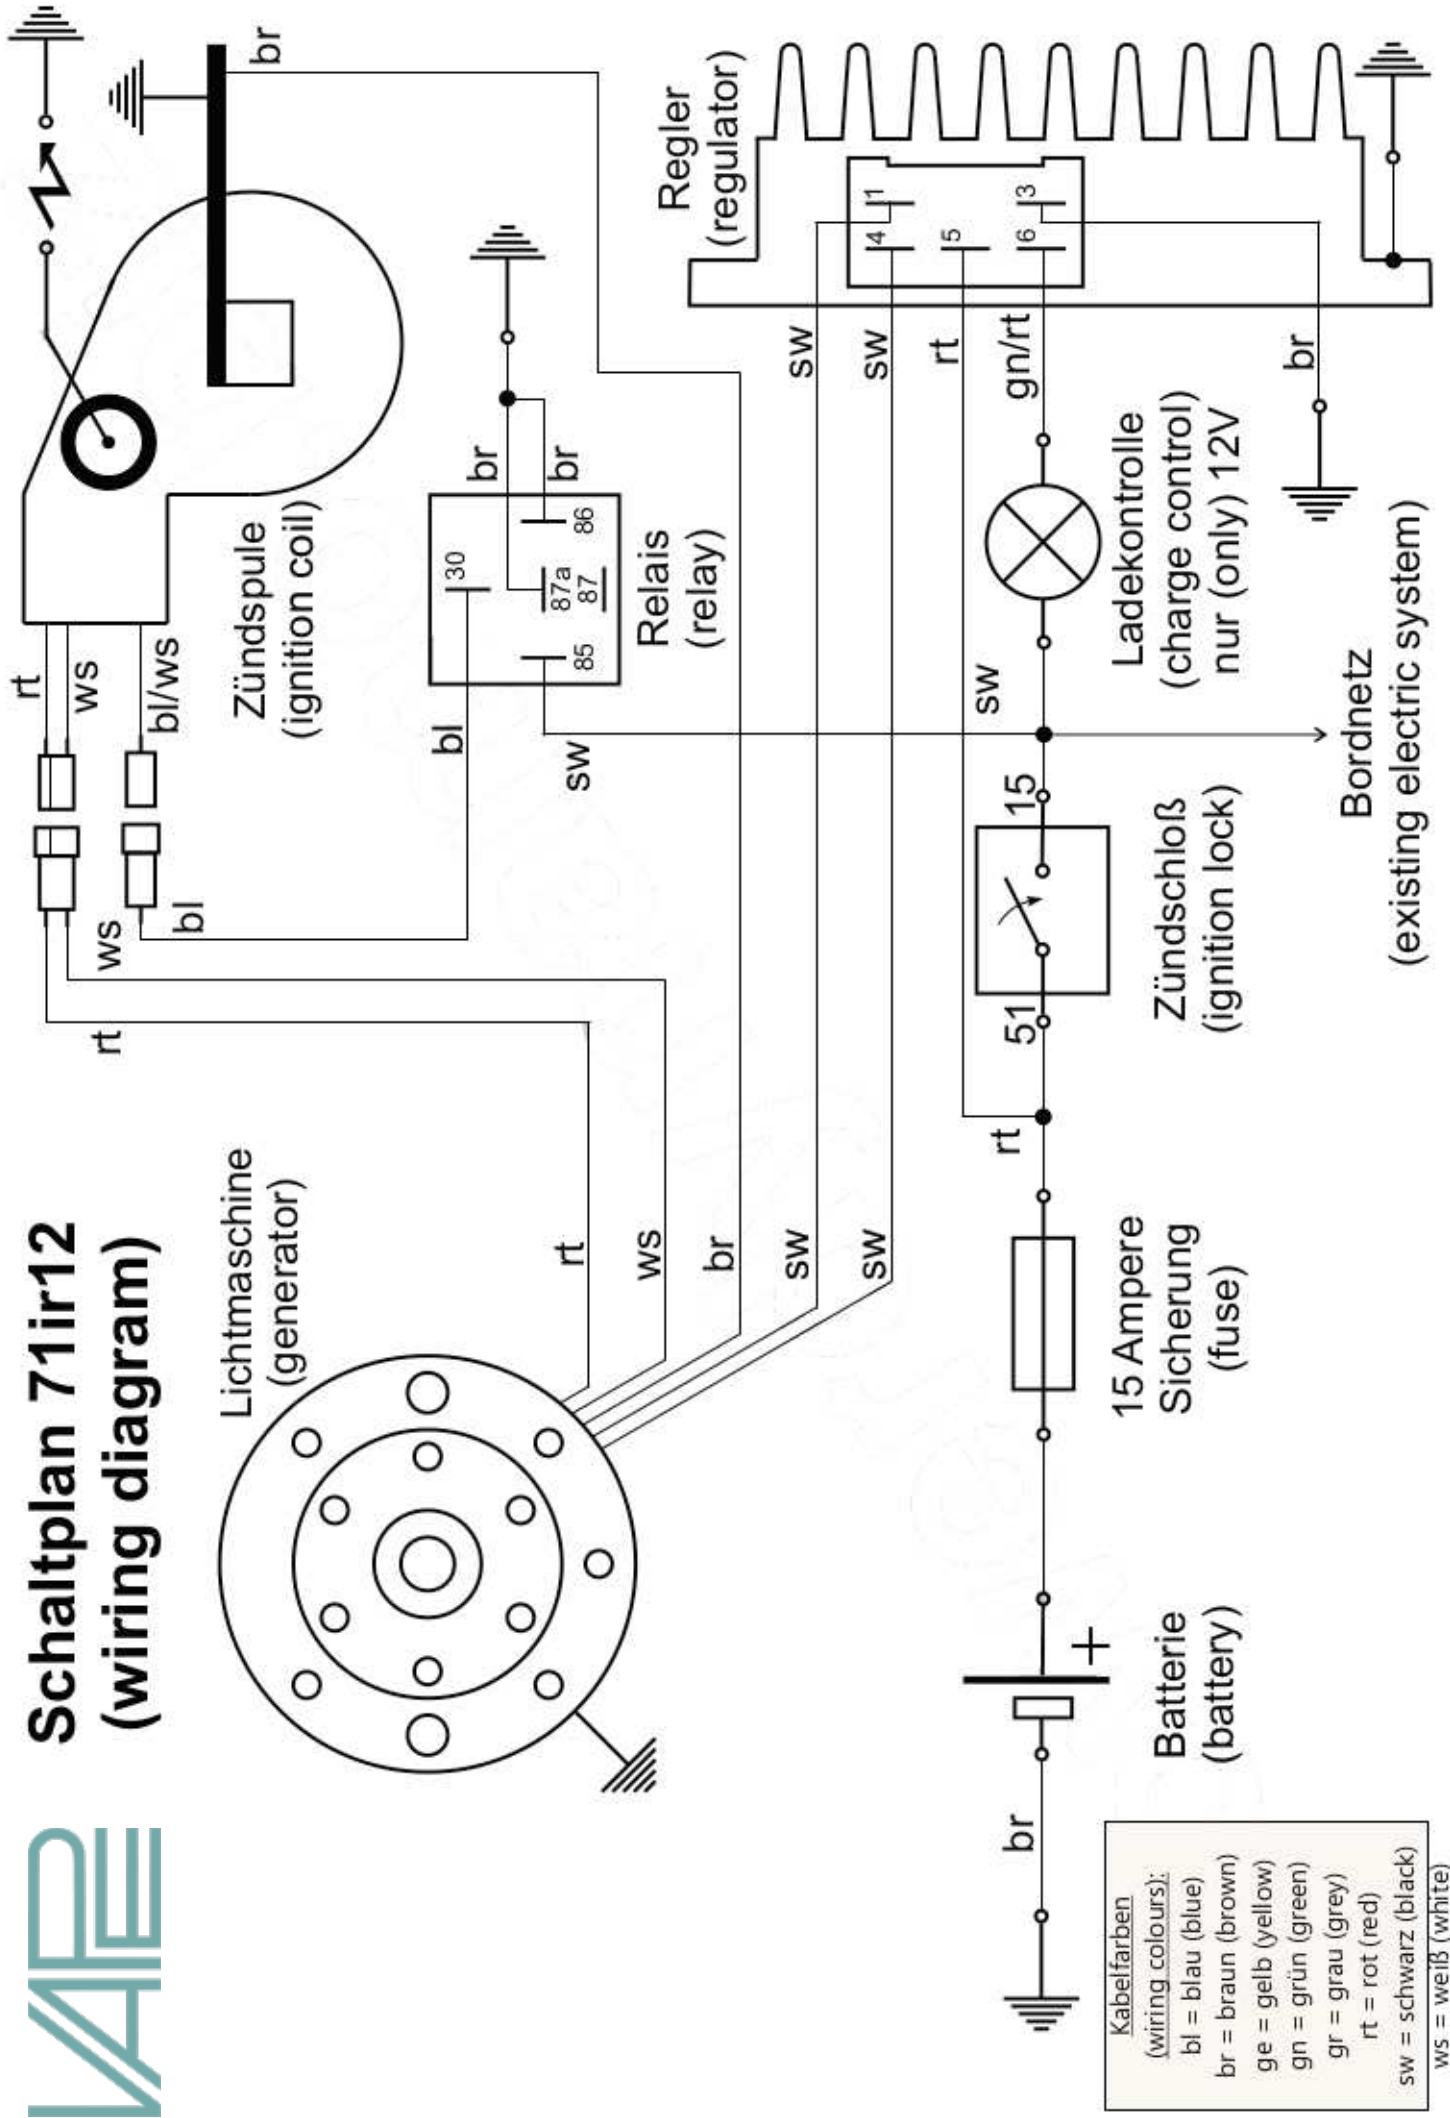 VAPE
Schaltplan 71ir12
(wiring diagram)
Lichtmaschine
(generator)
rt
ws
br
sw
sw
rt
ws
bl
rt
ws
bl/ws
Zündspule
(ignition coil)
br
bl
sw
30
87a
87
85
86
br
br
Relais
(relay)
Regler
(regulator)
1
4
5
6
3
sw
sw
rt
gn/rt
br
Ladekontrolle
(charge control)
nur (only) 12V
sw
15
51
Zündschloß
(ignition lock)
Bordnetz
(existing electric system)
rt
15 Ampere
Sicherung
(fuse)
+
Batterie
(battery)
br
Kabelfarben
(wiring colours):
bl = blau (blue)
br = braun (brown)
ge = gelb (yellow)
gn = grün (green)
gr = grau (grey)
rt = rot (red)
sw = schwarz (black)
ws = weiß (white)